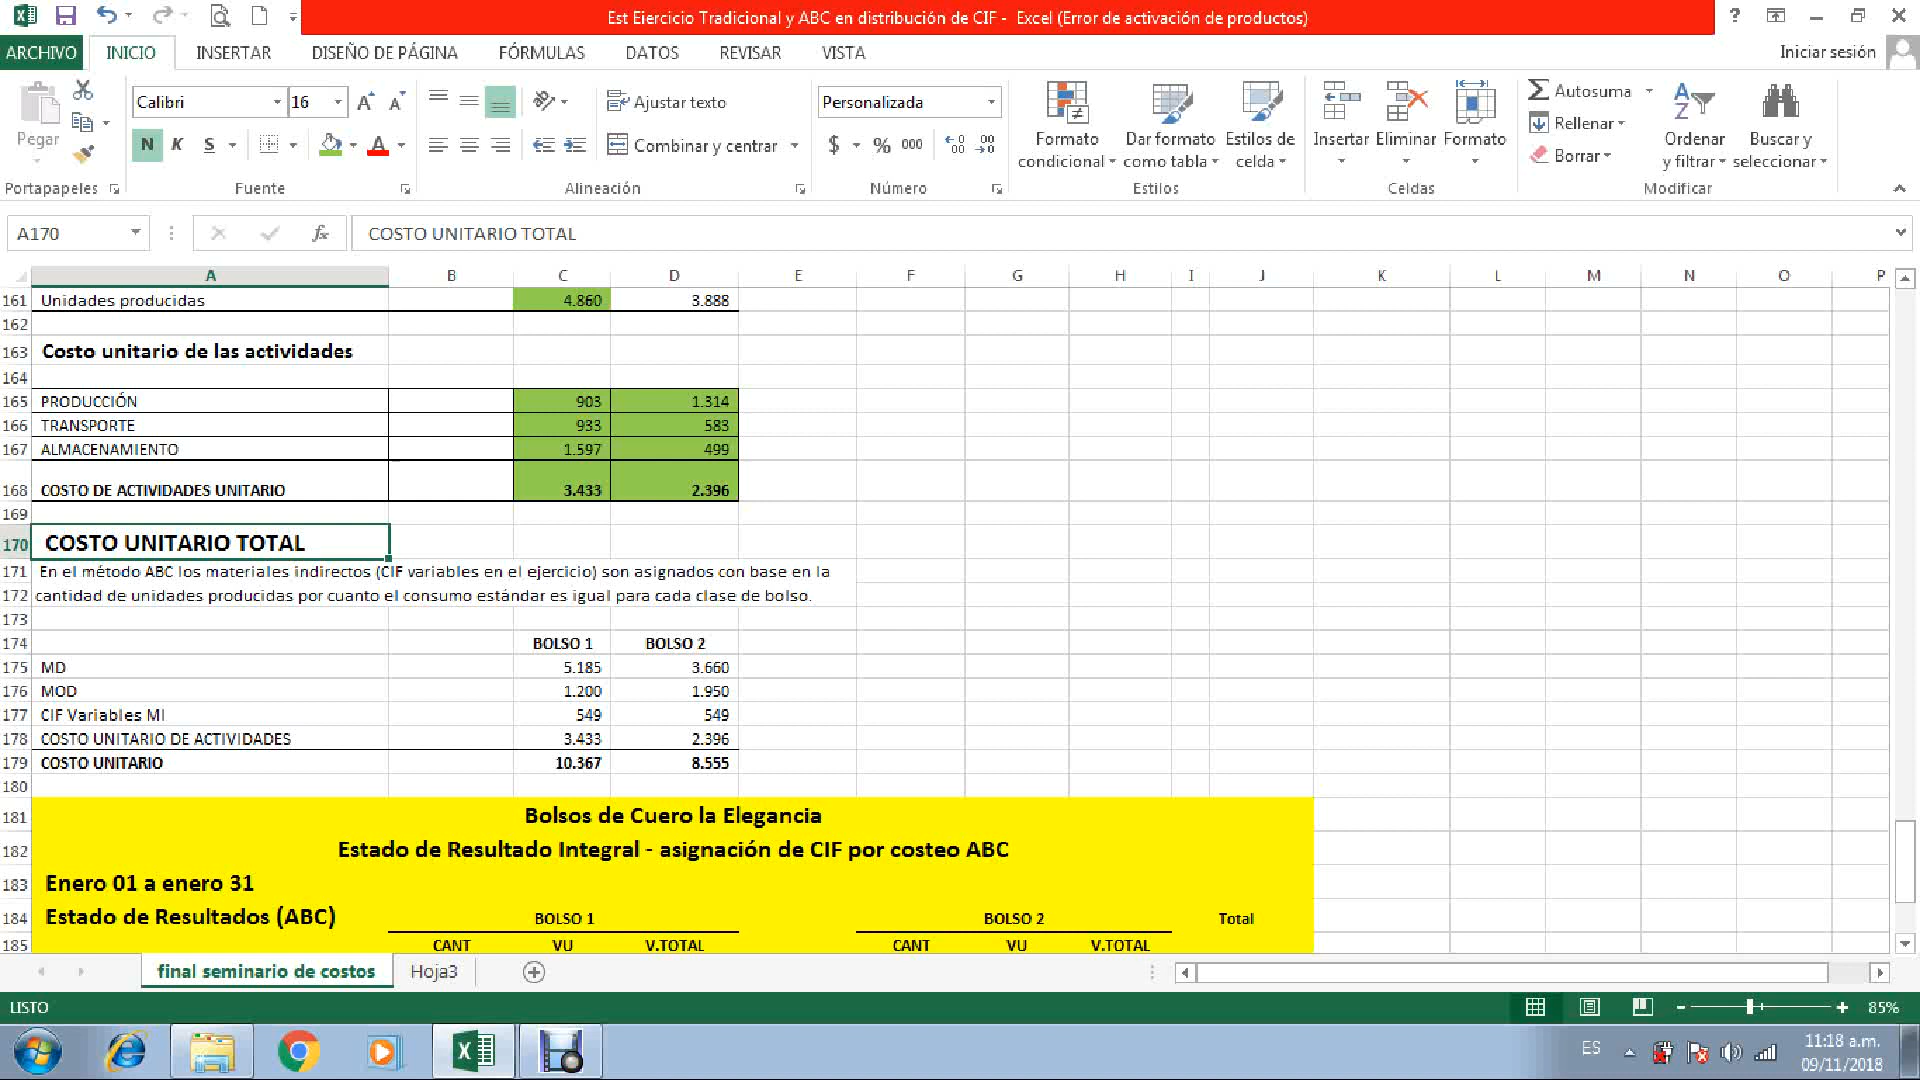 Est Ejercicio Tradicional y ABC en distribución de CIF - Excel (Error de activación de productos)
?
ARCHIVO INICIO INSERTAR DISEÑO DE PÁGINA FÓRMULAS DATOS REVISAR VISTA Iniciar sesión
Pegar
Calibri 16
N K S
Ajustar texto
Combinar y centrar
Personalizada
$ % 000
Formato condicional
Dar formato como tabla
Estilos de celda
Insertar Eliminar Formato
Autosuma
Rellenar
Borrar
Ordenar y filtrar
Buscar y seleccionar
Portapapeles Fuente Alineación Número Estilos Celdas Modificar
A170 fx COSTO UNITARIO TOTAL
A B C D E F G H I J K L M N O P
161 Unidades producidas 4.860 3.888
162
163 Costo unitario de las actividades
164
165 PRODUCCIÓN 903 1.314
166 TRANSPORTE 933 583
167 ALMACENAMIENTO 1.597 499
168 COSTO DE ACTIVIDADES UNITARIO 3.433 2.396
169
170 COSTO UNITARIO TOTAL
171 En el método ABC los materiales indirectos (CIF variables en el ejercicio) son asignados con base en la
172 cantidad de unidades producidas por cuanto el consumo estándar es igual para cada clase de bolso.
173
174 BOLSO 1 BOLSO 2
175 MD 5.185 3.660
176 MOD 1.200 1.950
177 CIF Variables MI 549 549
178 COSTO UNITARIO DE ACTIVIDADES 3.433 2.396
179 COSTO UNITARIO 10.367 8.555
180
181 Bolsos de Cuero la Elegancia
182 Estado de Resultado Integral - asignación de CIF por costeo ABC
183 Enero 01 a enero 31
184 Estado de Resultados (ABC) BOLSO 1 BOLSO 2 Total
185 CANT VU V.TOTAL CANT VU V.TOTAL
final seminario de costos Hoja3
LISTO 85%
ES 11:18 a.m.
09/11/2018